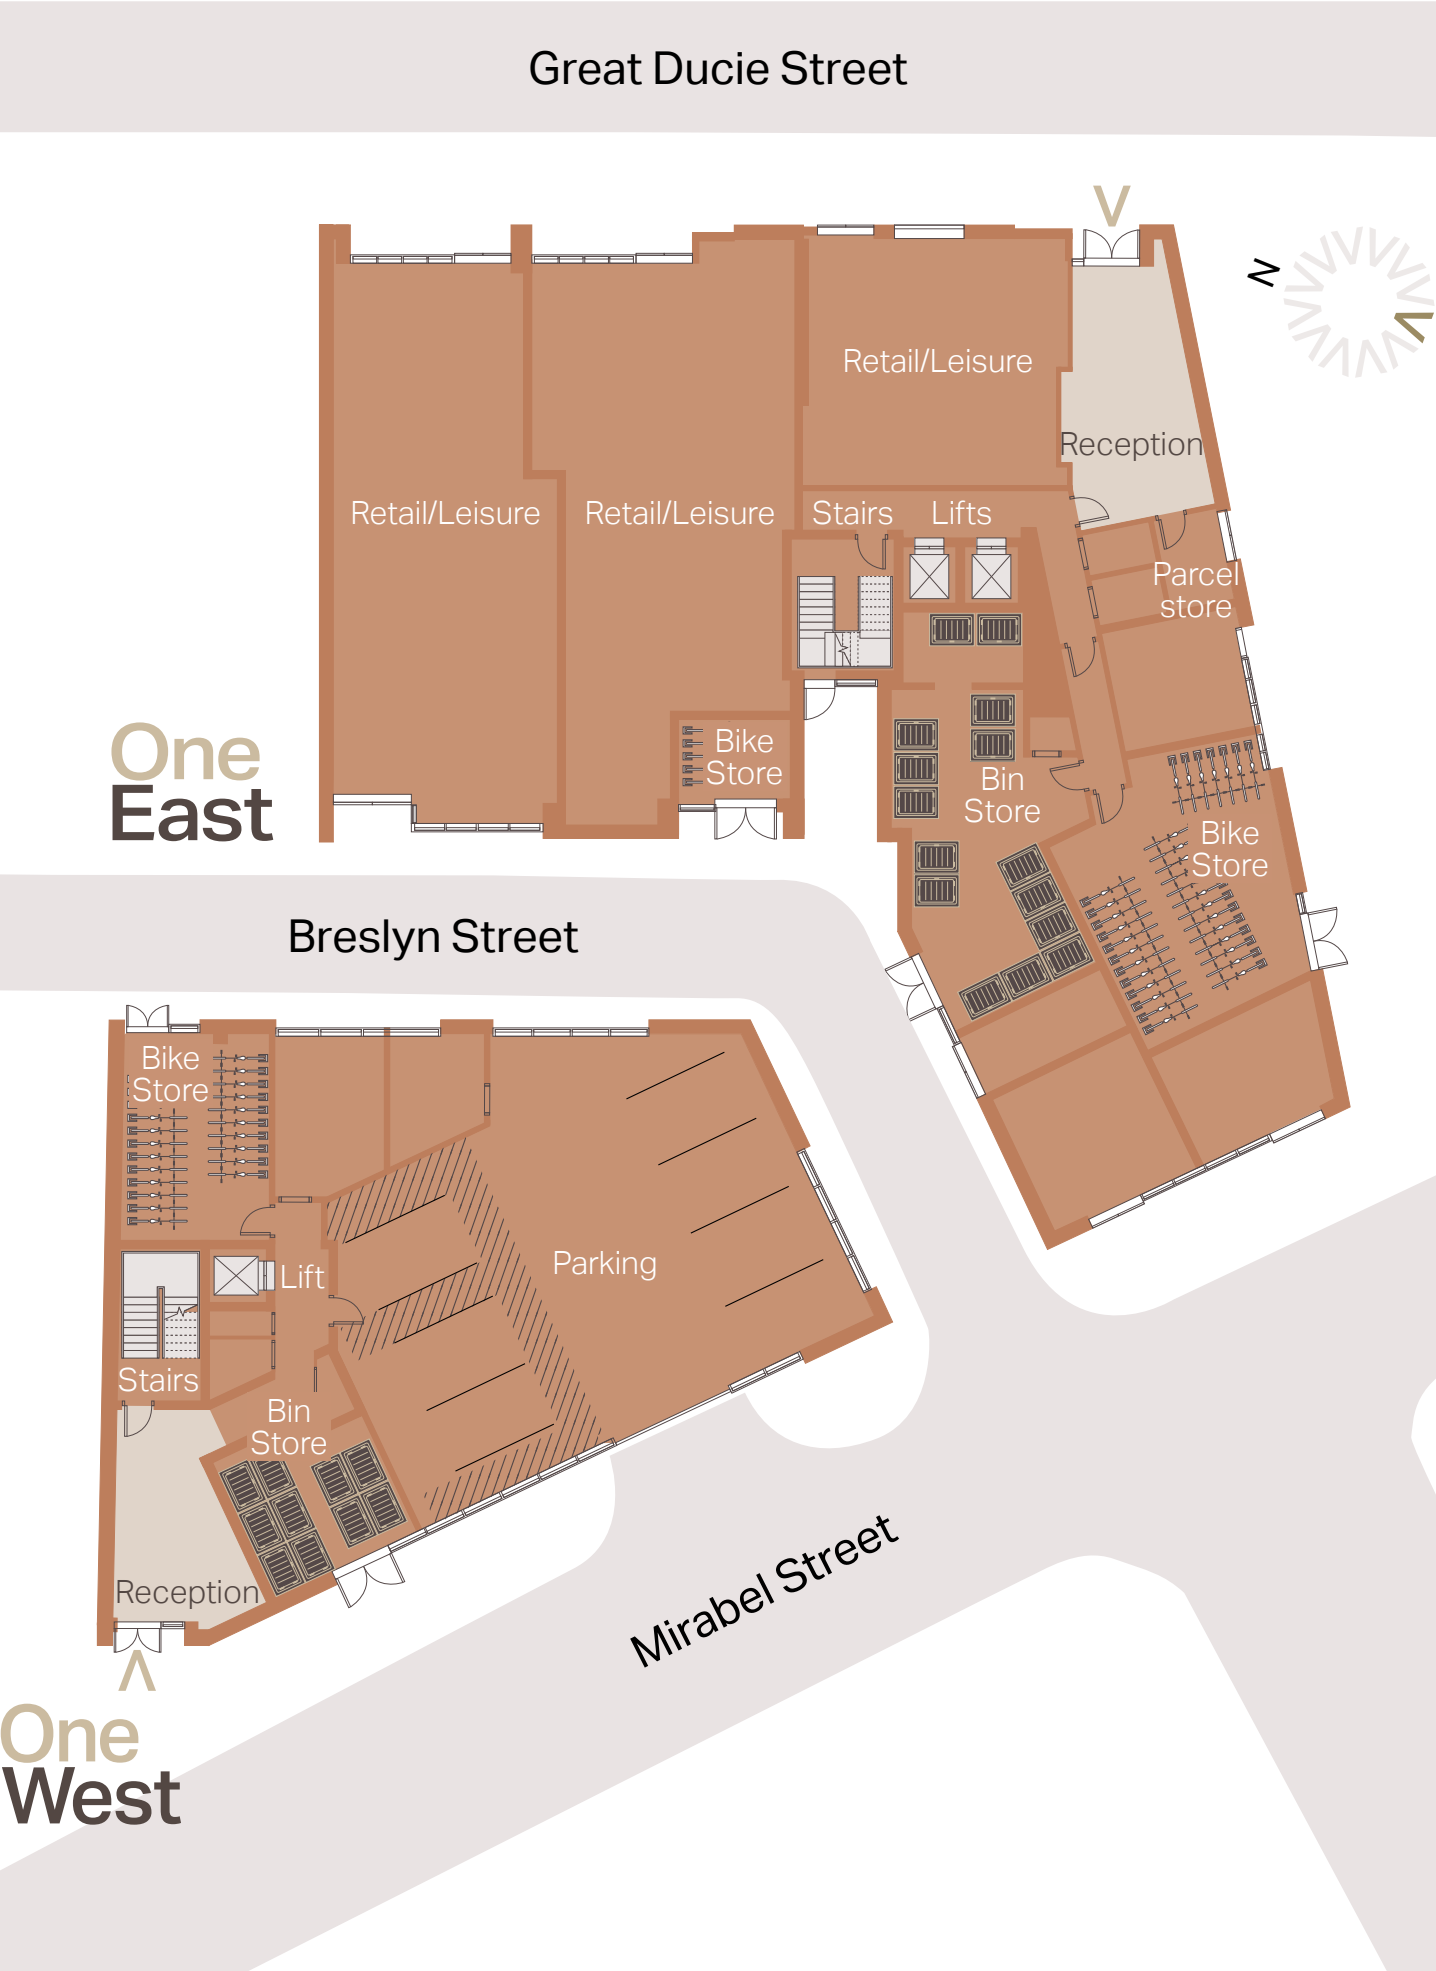 Great Ducie Street
N
Retail/Leisure
Reception
Retail/Leisure
Retail/Leisure
Stairs
Lifts
Parcel
store
One
East
Bike
Store
Bin
Store
Bike
Store
Breslyn Street
Bike
Store
Parking
Lift
Stairs
Bin
Store
Reception
Mirabel Street
One
West